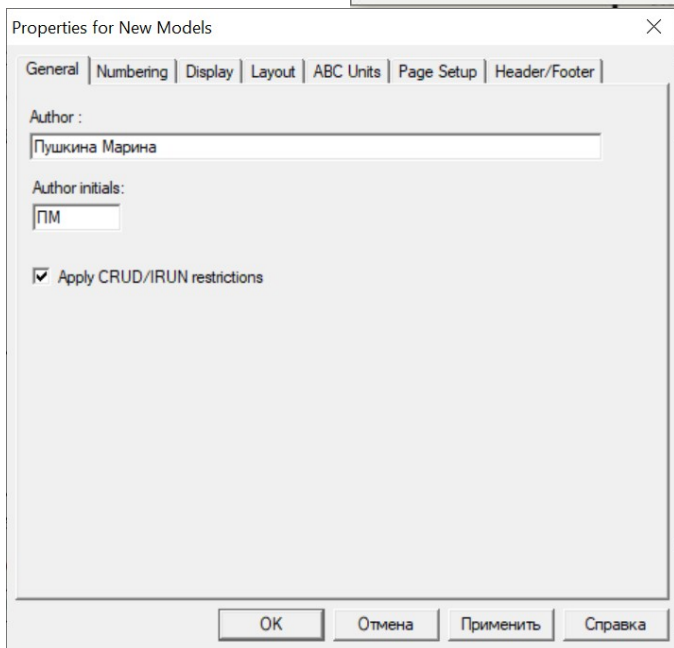 Properties for New Models
General Numbering Display Layout ABC Units Page Setup Header/Footer
Author :
Пушкина Марина
Author initials:
ПМ
Apply CRUD/IRUN restrictions
OK Отмена Применить Справка